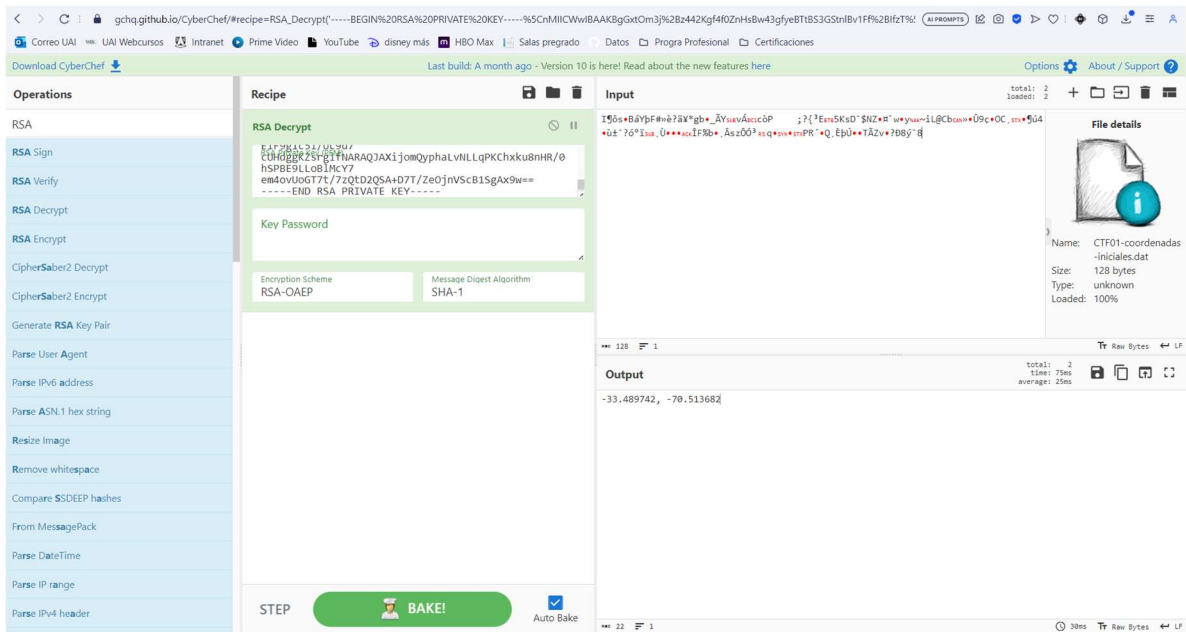 gchq.github.io/CyberChef/#recipe=RSA_Decrypt('-----BEGIN%20RSA%20PRIVATE%20KEY-----%5CnMIICWwIBAAKBgGxtOm3j%2Bz442Kgf4f0ZnHsBw43gfyeBTtBS3GStnlBv1Ff%2BIfzT%! AI PROMPTS
Correo UAI UAI Webcursos Intranet Prime Video YouTube disney más HBO Max Salas pregrado Datos Progra Profesional Certificaciones
Download CyberChef Last build: A month ago - Version 10 is here! Read about the new features here Options About / Support
Operations
RSA
RSA Sign
RSA Verify
RSA Decrypt
RSA Encrypt
CipherSaber2 Decrypt
CipherSaber2 Encrypt
Generate RSA Key Pair
Parse User Agent
Parse IPv6 address
Parse ASN.1 hex string
Resize Image
Remove whitespace
Compare SSDEEP hashes
From MessagePack
Parse DateTime
Parse IP range
Parse IPv4 header
Recipe
RSA Decrypt
cUHdggKZsrgIfNARAQJAXijomQyphaLvNLLqPKChxku8nHR/0
hSPBE9LLoBlMcY7
em4ovUoGT7t/7zQtD2QSA+D7T/ZeOjnVScB1SgAx9w==
-----END RSA PRIVATE KEY-----
Key Password
Encryption Scheme
RSA-OAEP
Message Digest Algorithm
SHA-1
STEP
BAKE!
Auto Bake
Input
total: 2
loaded: 2
File details
Name: CTF01-coordenadas
-iniciales.dat
Size: 128 bytes
Type: unknown
Loaded: 100%
128 1 Raw Bytes LF
Output
total: 2
time: 75ms
average: 25ms
-33.489742, -70.513682
22 1 30ms Raw Bytes LF